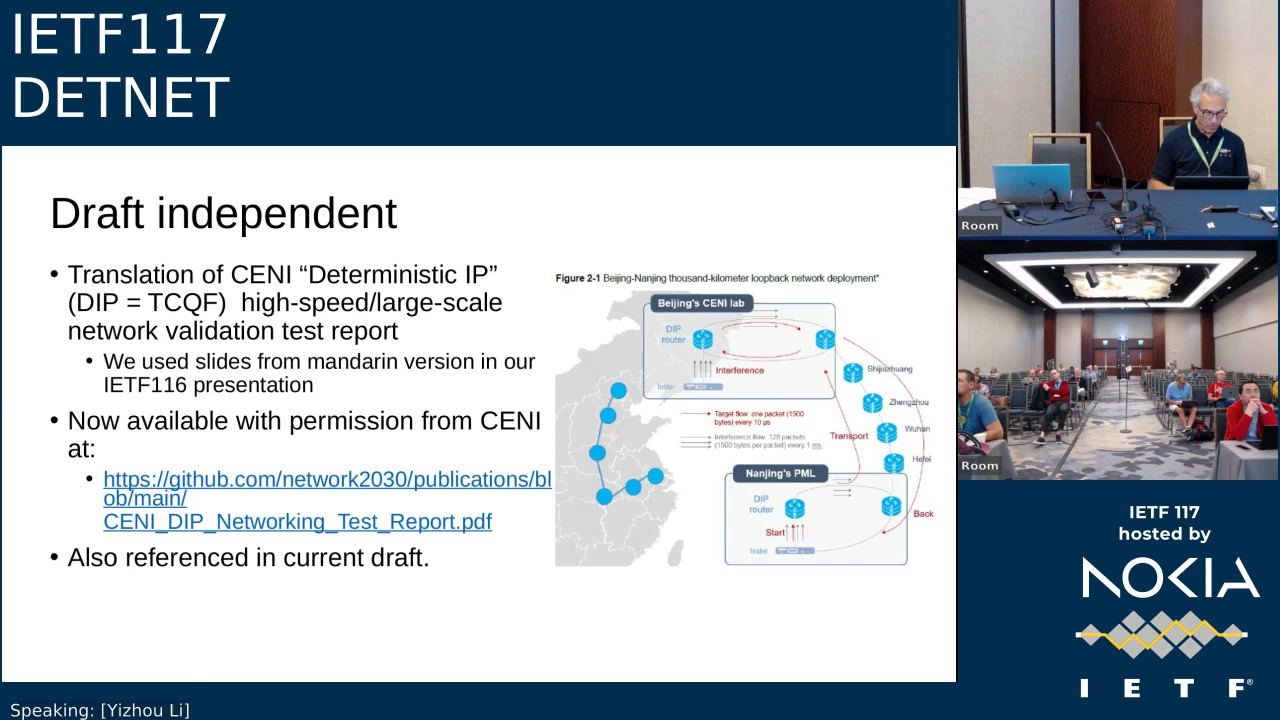 IETF117
DETNET
Draft independent
• Translation of CENI “Deterministic IP”
(DIP = TCQF)  high-speed/large-scale
network validation test report
• We used slides from mandarin version in our
IETF116 presentation
• Now available with permission from CENI
at:
• https://github.com/network2030/publications/bl
ob/main/
CENI_DIP_Networking_Test_Report.pdf
• Also referenced in current draft.
Figure 2-1 Beijing-Nanjing thousand-kilometer loopback network deployment*
Beijing's CENI lab
DIP
router
Interference
Tester
Shijiazhuang
Zhengzhou
Target flow: one packet (1500
bytes) every 10 µs
Interference flow: 128 packets
(1500 bytes per packet) every 1 ms
Transport
Wuhan
Hefei
Nanjing's PML
DIP
router
Back
Start
Tester
Room
Room
IETF 117
hosted by
NOKIA
I E T F®
Speaking: [Yizhou Li]